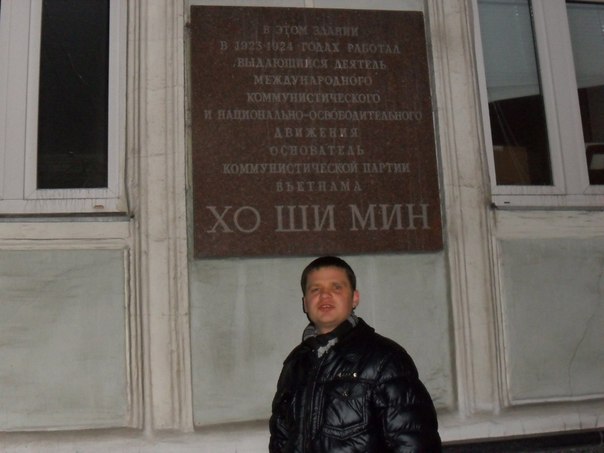 В ЭТОМ ЗДАНИИ
В 1923-1924 ГОДАХ РАБОТАЛ
ВЫДАЮЩИЙСЯ ДЕЯТЕЛЬ
МЕЖДУНАРОДНОГО
КОММУНИСТИЧЕСКОГО
И НАЦИОНАЛЬНО-ОСВОБОДИТЕЛЬНОГО
ДВИЖЕНИЯ
ОСНОВАТЕЛЬ
КОММУНИСТИЧЕСКОЙ ПАРТИИ
ВЬЕТНАМА
ХО ШИ МИН